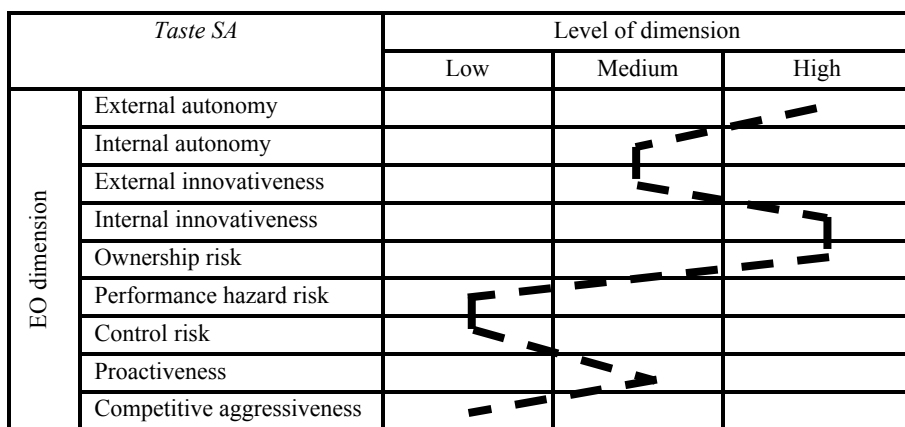 Taste SA
Level of dimension
Low Medium High
EO dimension
External autonomy
Internal autonomy
External innovativeness
Internal innovativeness
Ownership risk
Performance hazard risk
Control risk
Proactiveness
Competitive aggressiveness